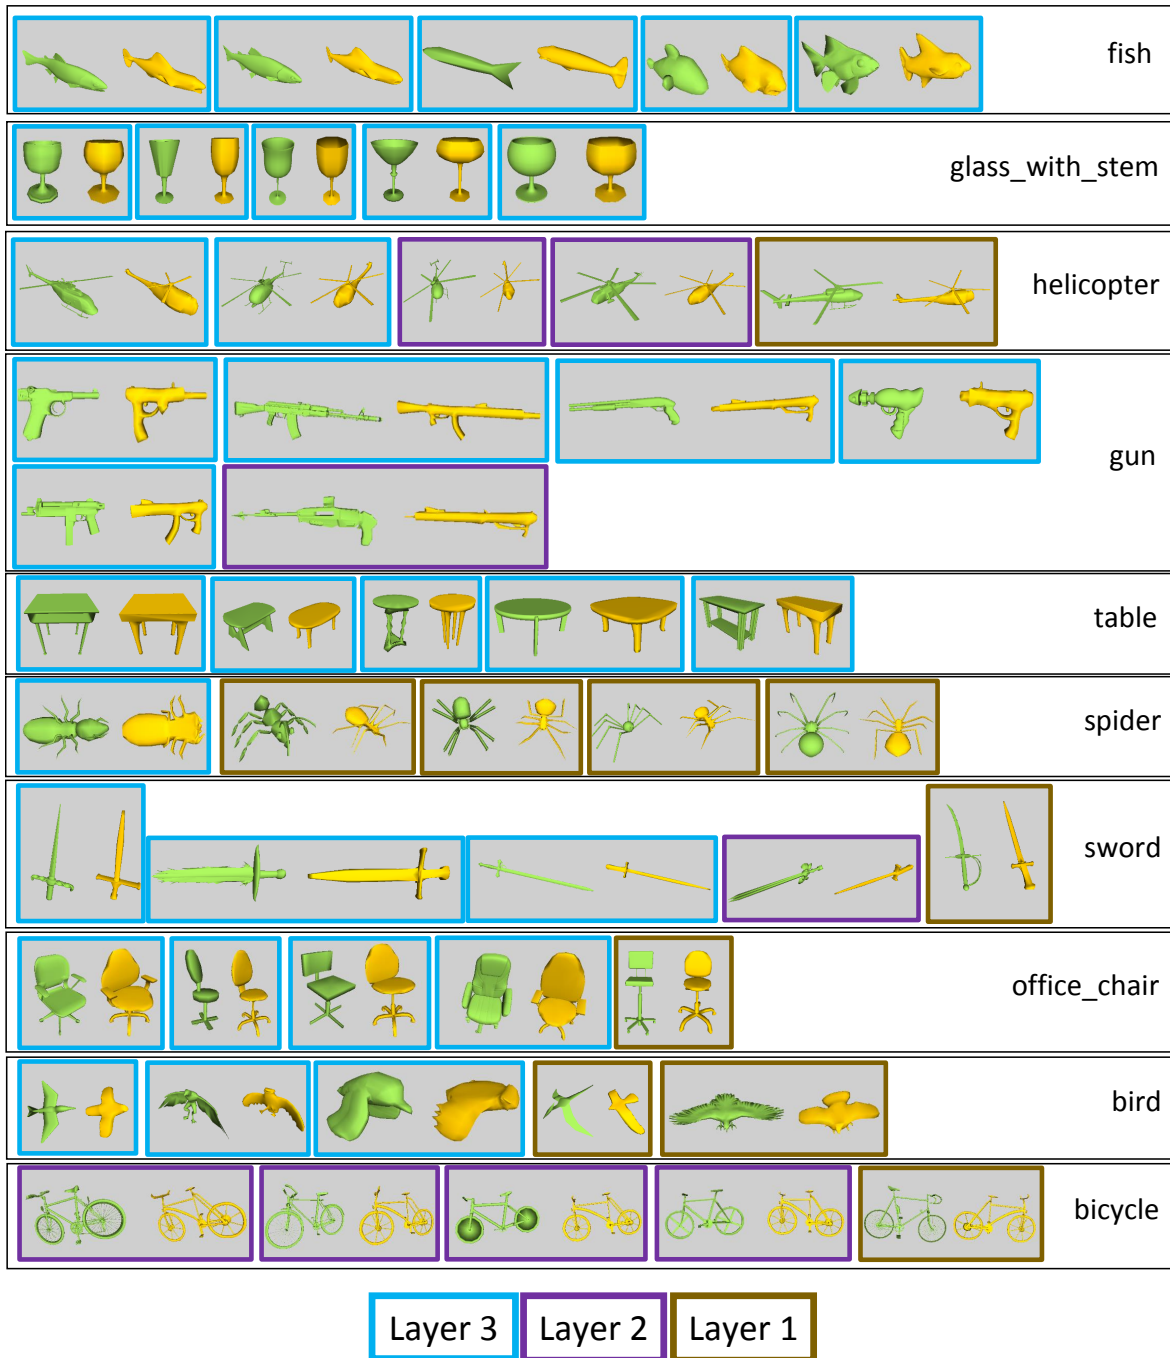 fish
glass_with_stem
helicopter
gun
table
spider
sword
office_chair
bird
bicycle
Layer 3 Layer 2 Layer 1